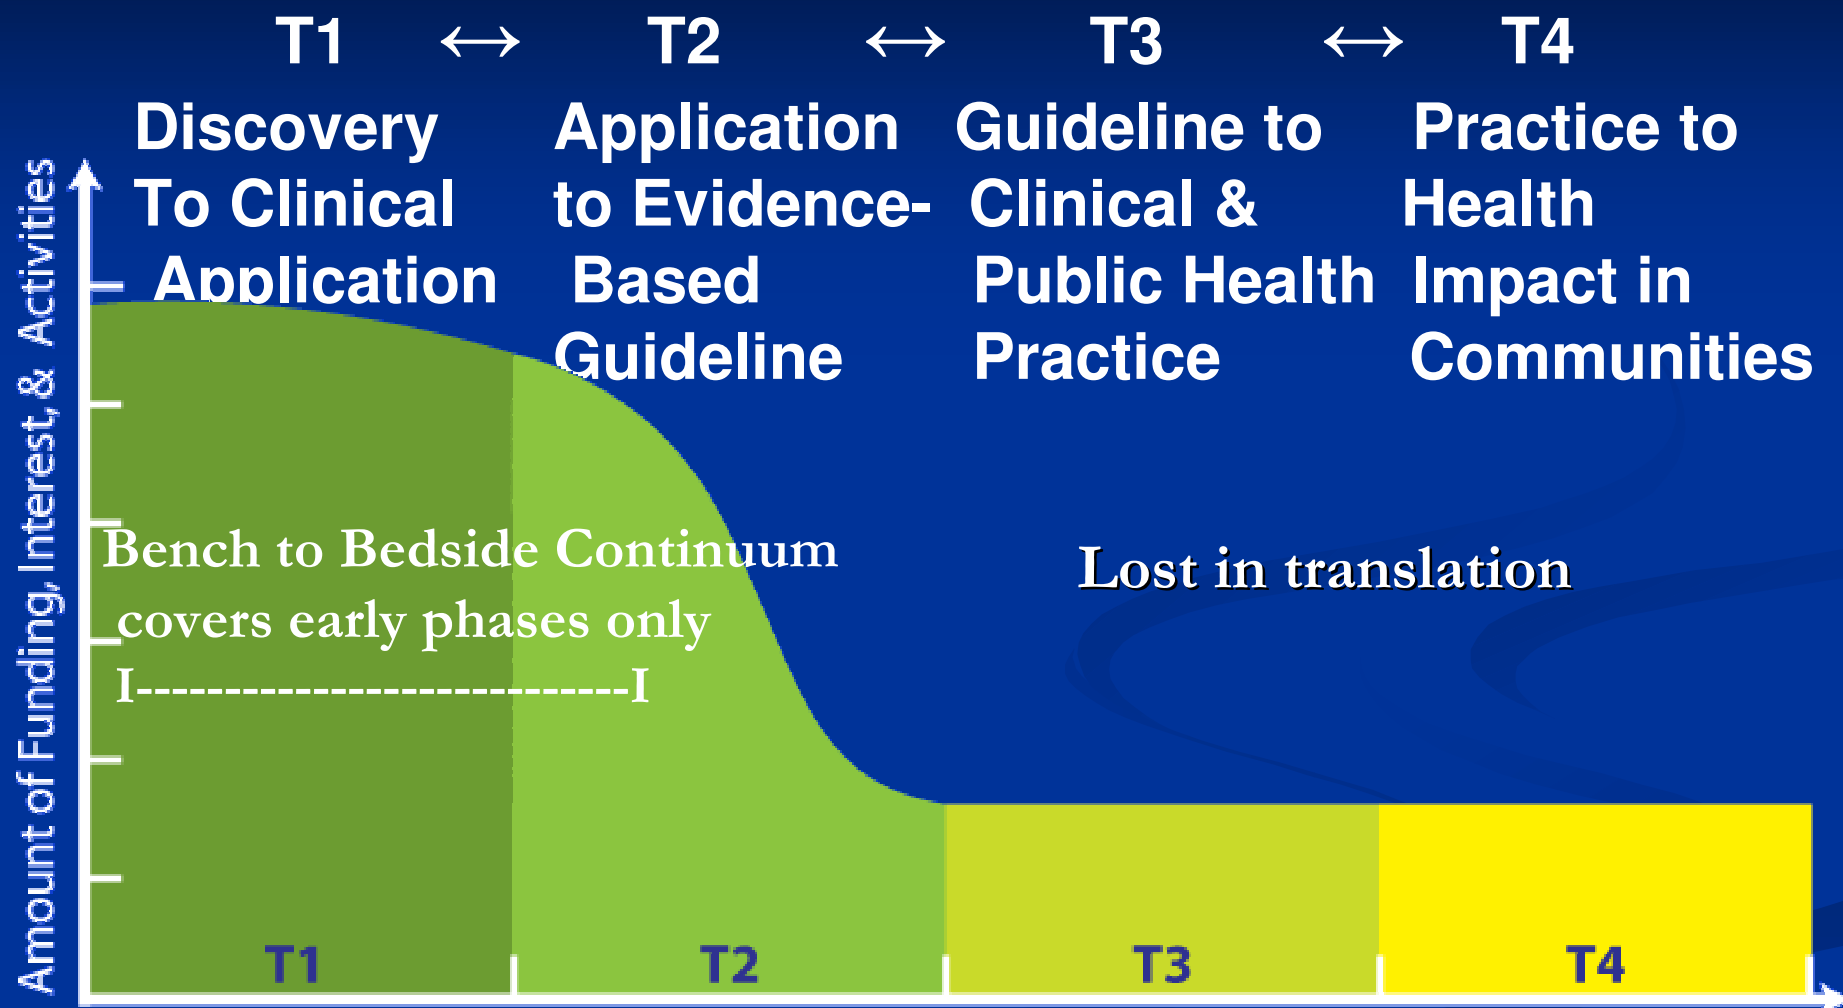 T1 ↔ T2 ↔ T3 ↔ T4
Discovery
To Clinical
Application
Application
to Evidence-
Based
Guideline
Guideline to
Clinical &
Public Health
Practice
Practice to
Health
Impact in
Communities
Amount of Funding, Interest, & Activities
Bench to Bedside Continuum
covers early phases only
I----------------------------I
Lost in translation
T1 T2 T3 T4